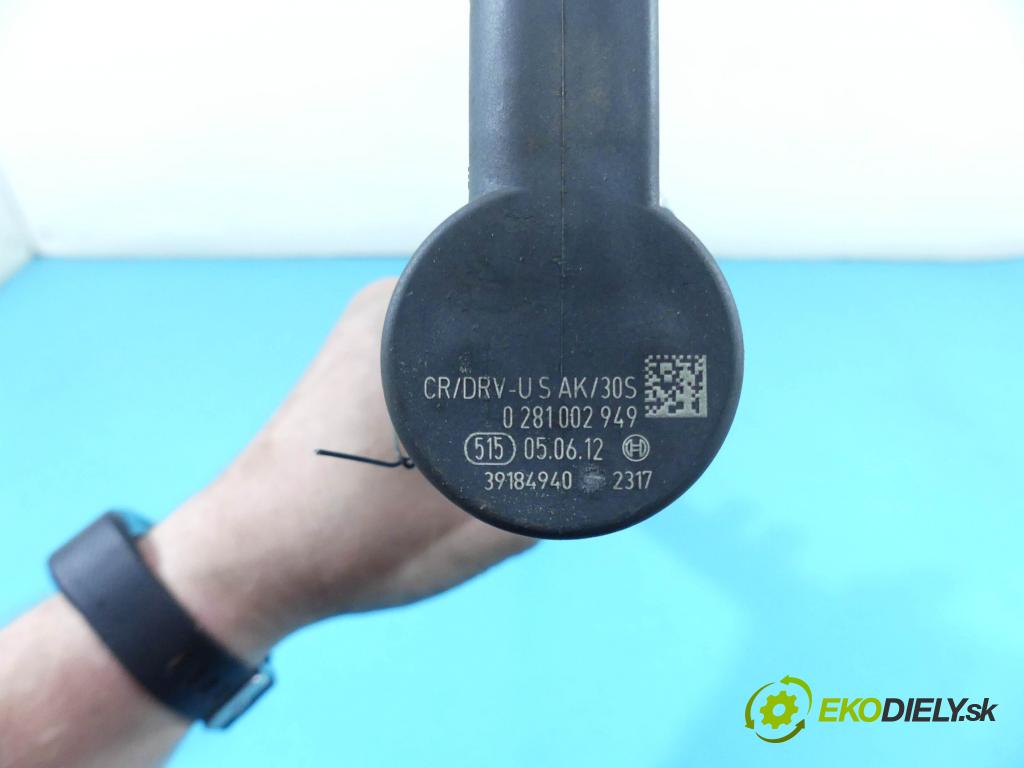 CR/DRV-U S AK/30S
0 281 002 949
515 05.06.12
39184940 2317
EKODIELY.sk